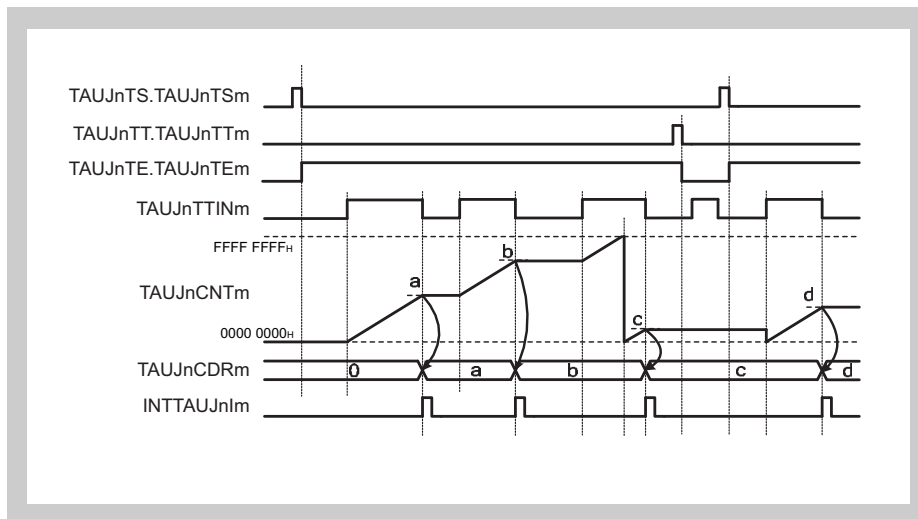 TAUJnTS.TAUJnTSm
TAUJnTT.TAUJnTTm
TAUJnTE.TAUJnTEm
TAUJnTTINm
FFFF FFFFH
b
a
TAUJnCNTm
d
c
0000 0000H
TAUJnCDRm
0 a b c d
INTTAUJnIm